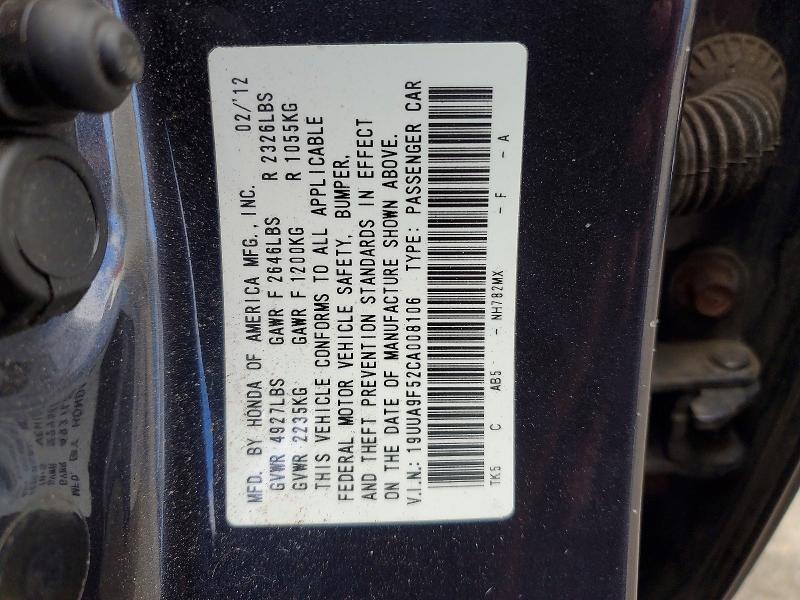 MFD. BY HONDA OF AMERICA MFG., INC. 02/'12
GVWR 4927LBS GAWR F 2646LBS R 2326LBS
GVWR 2235KG GAWR F 1200KG R 1055KG
THIS VEHICLE CONFORMS TO ALL APPLICABLE
FEDERAL MOTOR VEHICLE SAFETY, BUMPER,
AND THEFT PREVENTION STANDARDS IN EFFECT
ON THE DATE OF MANUFACTURE SHOWN ABOVE.
V.I.N.: 19UUA9F52CA008106 TYPE: PASSENGER CAR
TK5 C AB5 - NH782MX - F - A